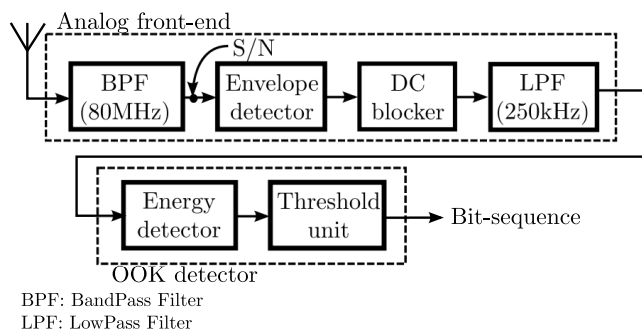 Analog front-end
S/N
BPF
(80MHz)
Envelope
detector
DC
blocker
LPF
(250kHz)
Energy
detector
Threshold
unit
Bit-sequence
OOK detector
BPF: BandPass Filter
LPF: LowPass Filter